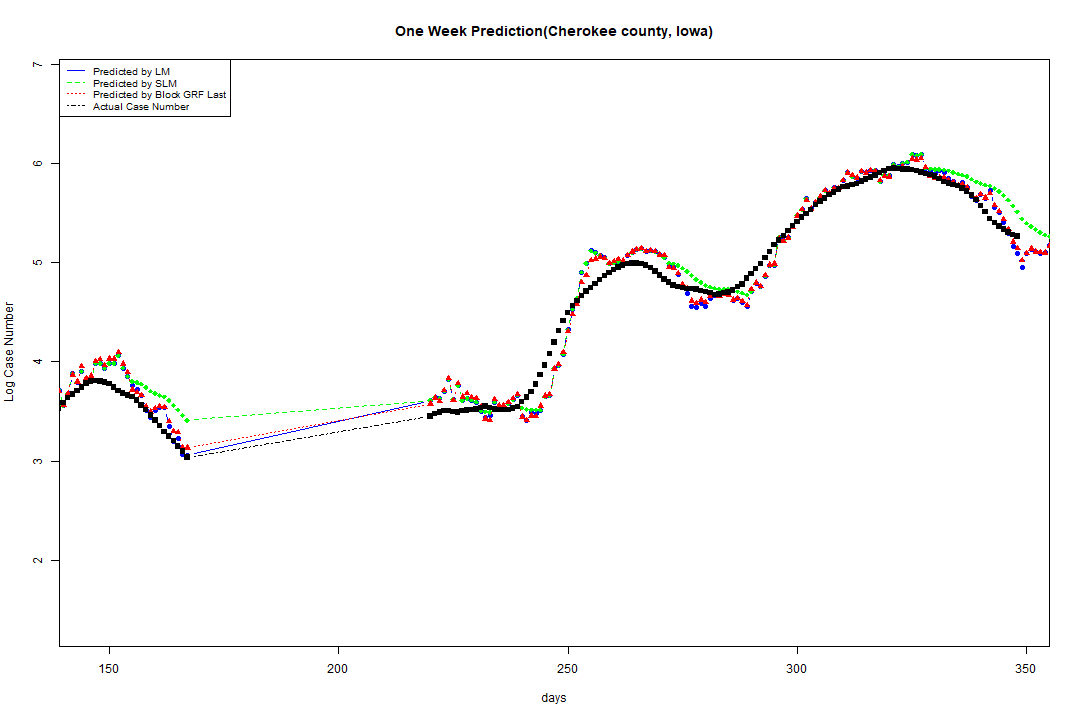 One Week Prediction(Cherokee county, Iowa)
Predicted by LM
Predicted by SLM
Predicted by Block GRF Last
Actual Case Number
7
6
5
4
3
2
Log Case Number
150 200 250 300 350
days